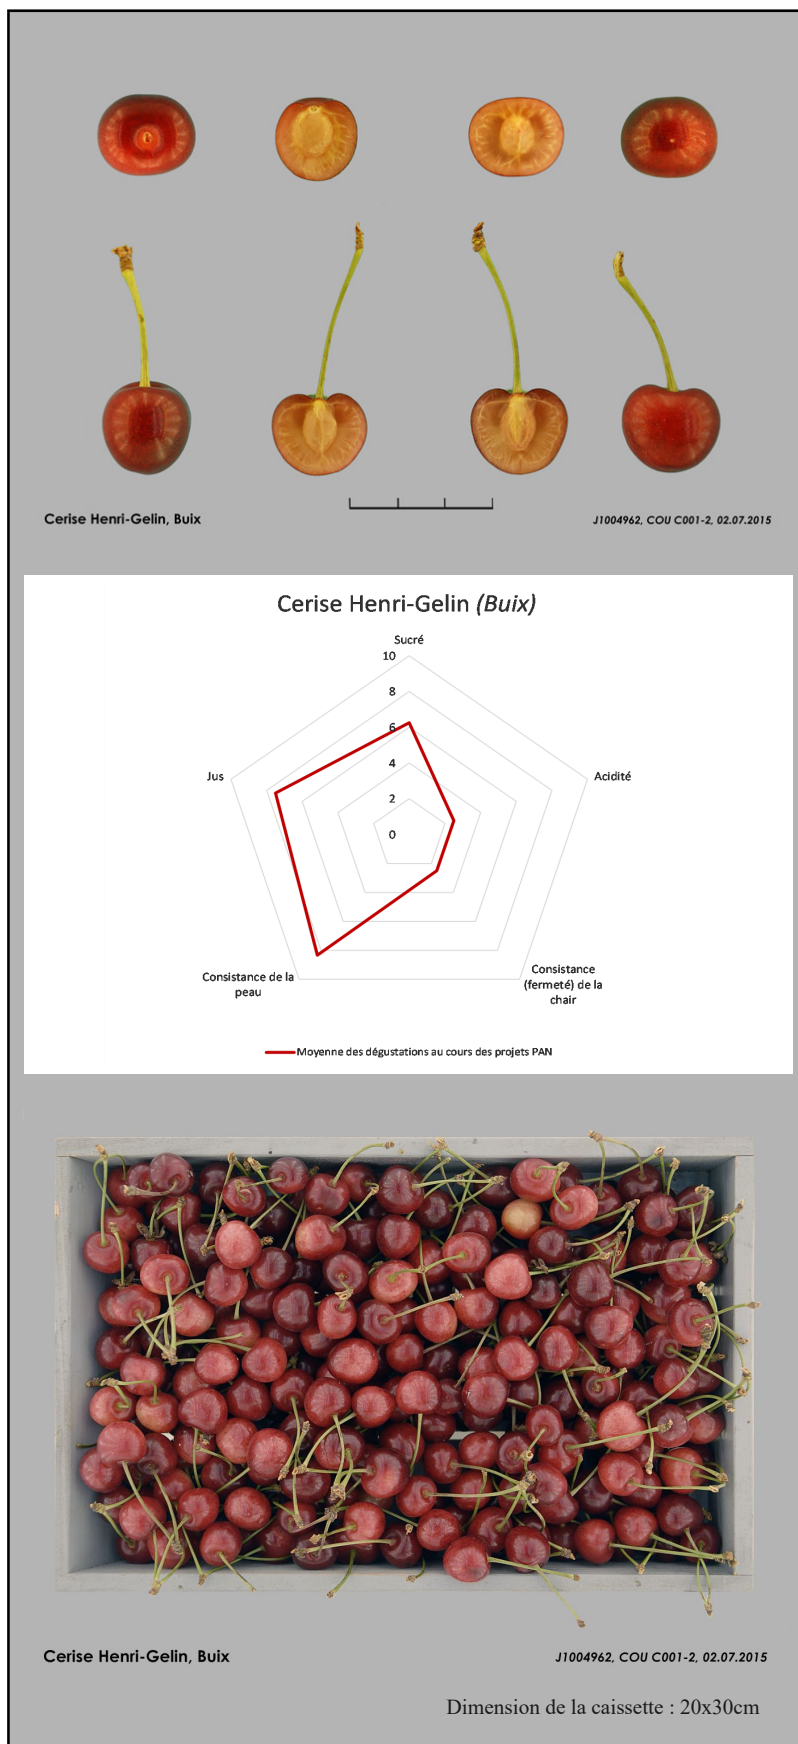 Cerise Henri-Gelin, Buix
J1004962, COU C001-2, 02.07.2015
Cerise Henri-Gelin (Buix)
Sucré
10
8
6
4
2
0
Jus
Acidité
Consistance de la
peau
Consistance
(fermeté) de la
chair
Moyenne des dégustations au cours des projets PAN
Cerise Henri-Gelin, Buix
J1004962, COU C001-2, 02.07.2015
Dimension de la caissette : 20x30cm